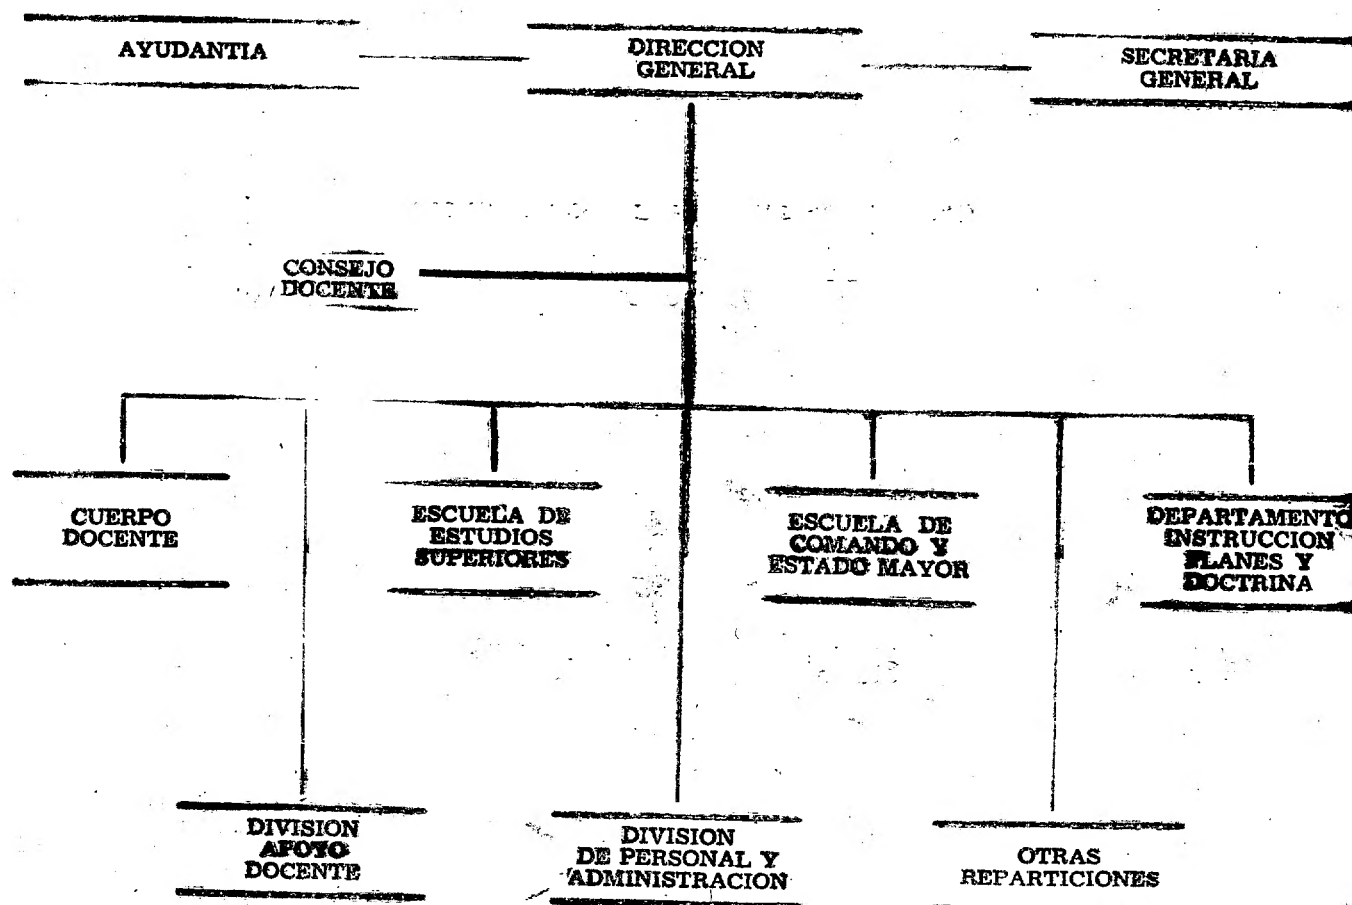 AYUDANTIA
DIRECCION
GENERAL
SECRETARIA
GENERAL
CONSEJO
DOCENTE
CUERPO
DOCENTE
ESCUELA DE
ESTUDIOS
SUPERIORES
ESCUELA DE
COMANDO Y
ESTADO MAYOR
DEPARTAMENTO
INSTRUCCION
PLANES Y
DOCTRINA
DIVISION
APOYO
DOCENTE
DIVISION
DE PERSONAL Y
ADMINISTRACION
OTRAS
REPARTICIONES